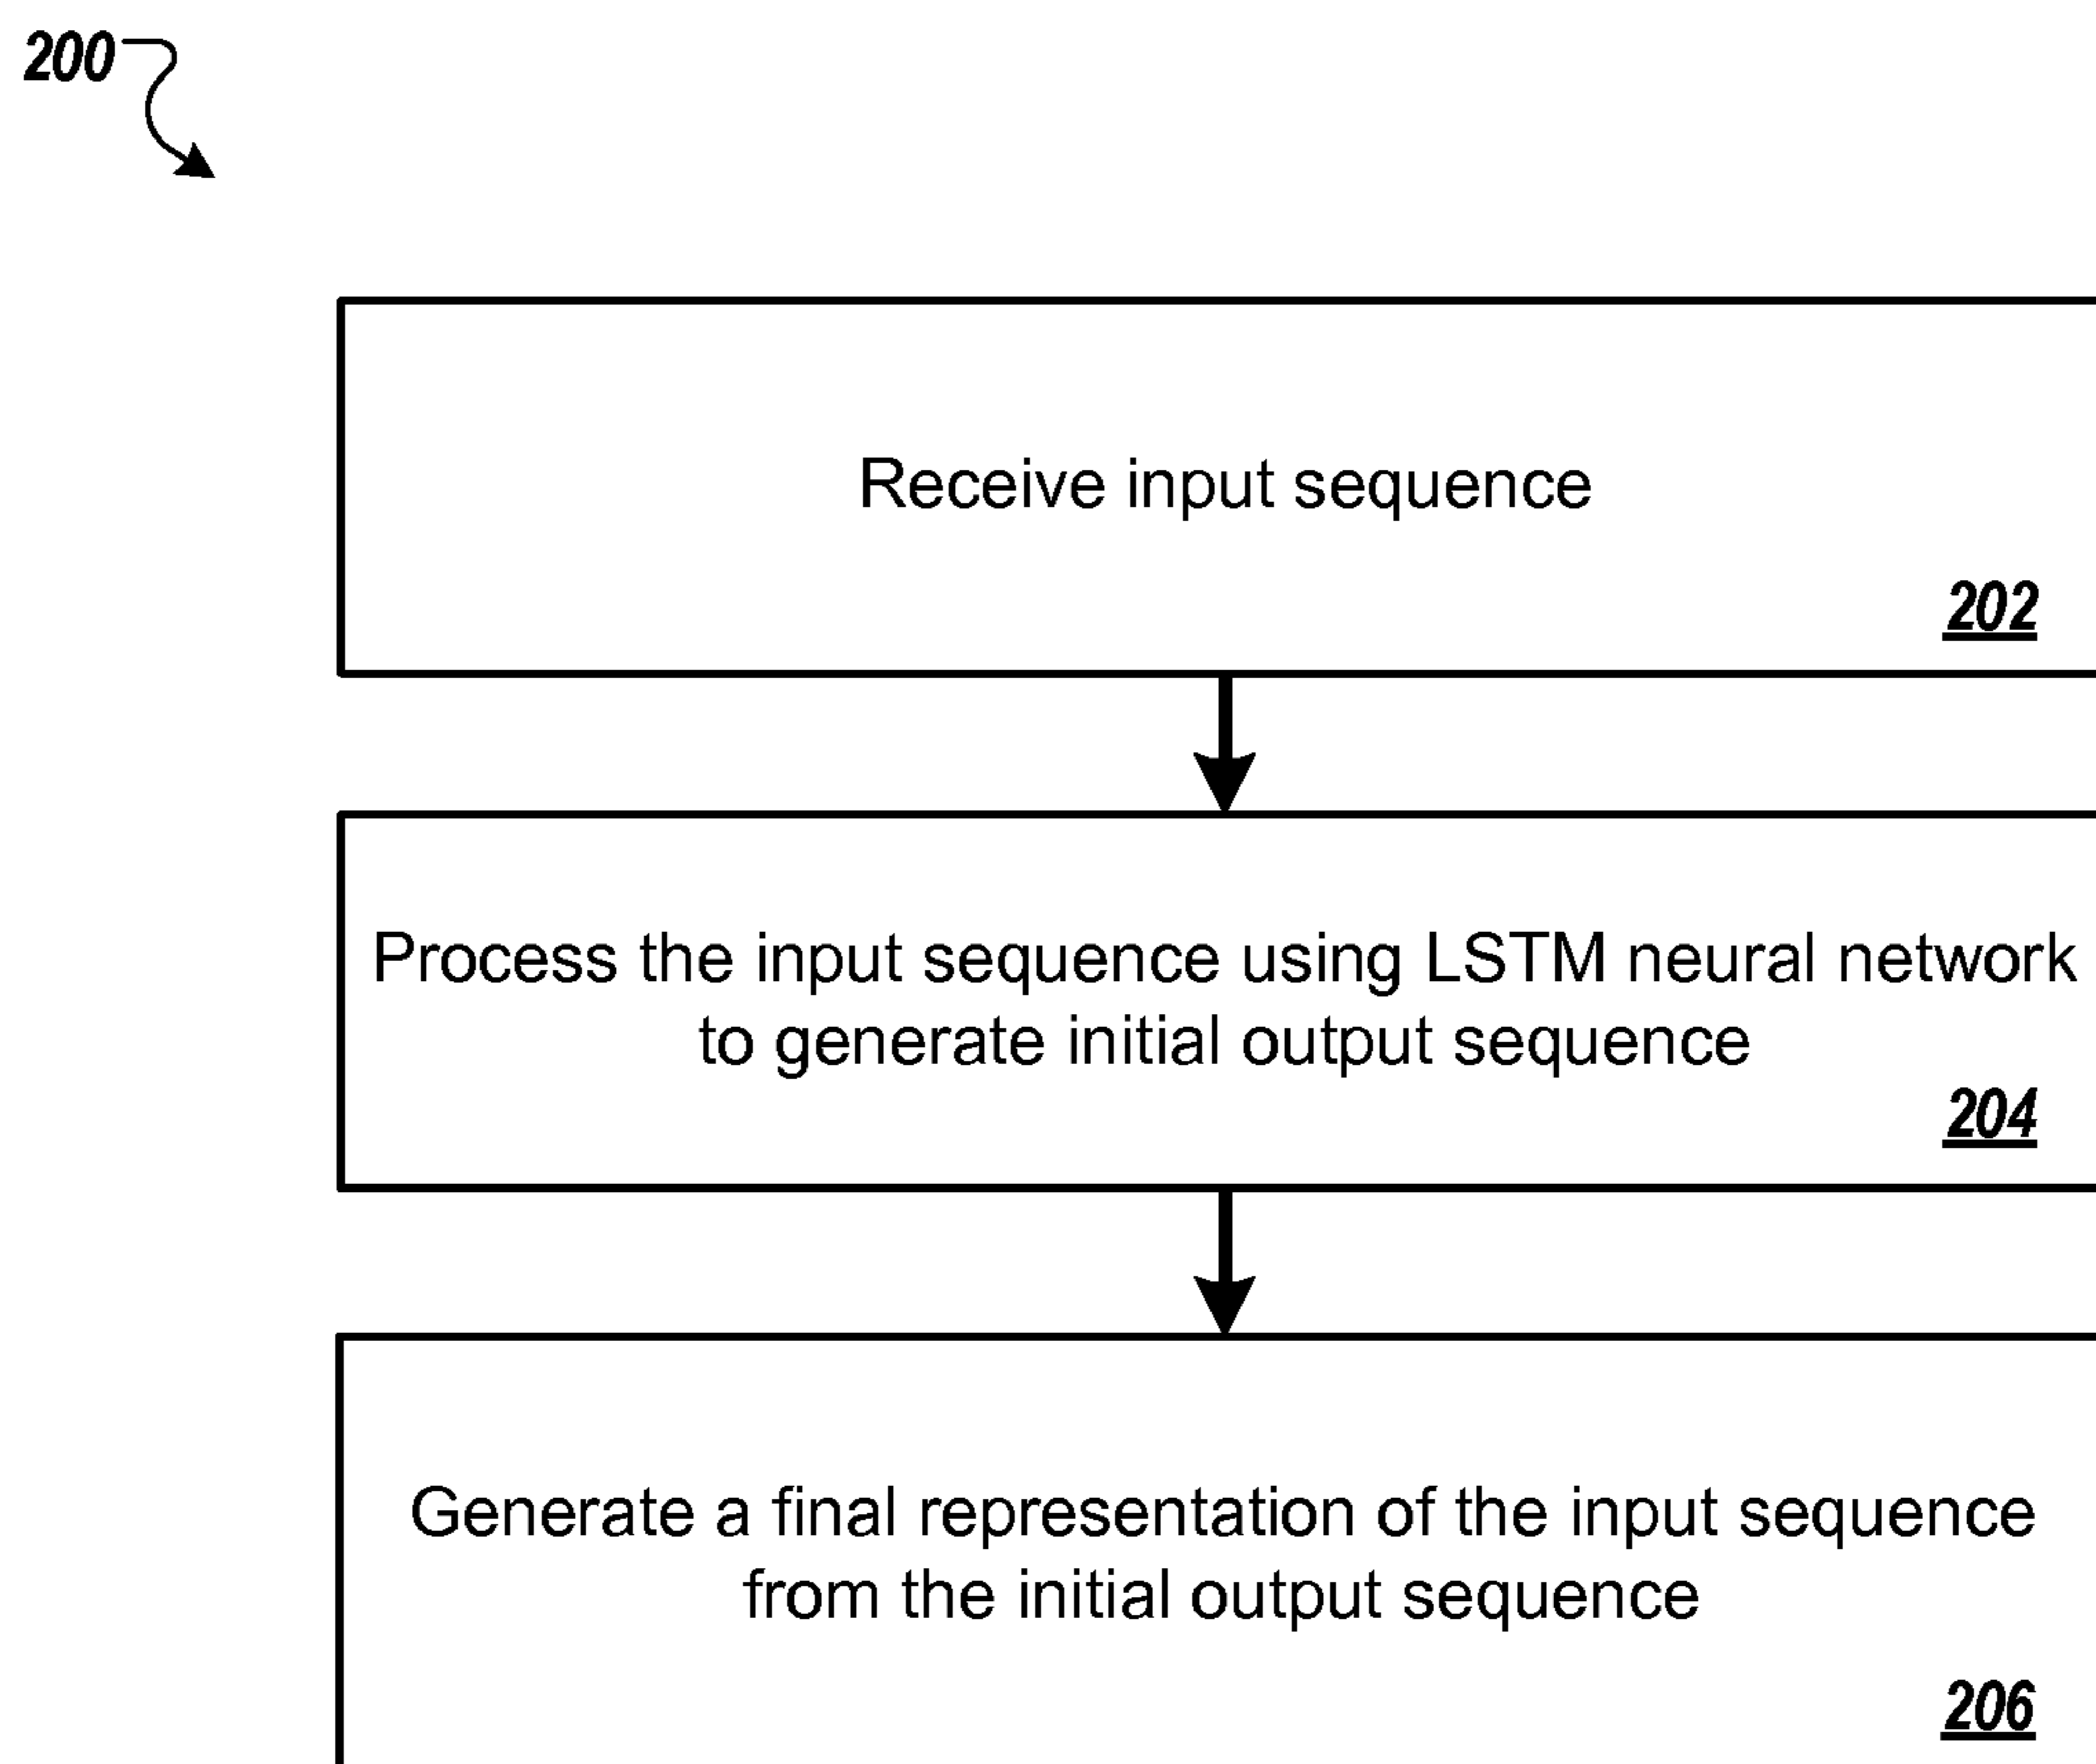 200
Receive input sequence
202
Process the input sequence using LSTM neural network
to generate initial output sequence
204
Generate a final representation of the input sequence
from the initial output sequence
206